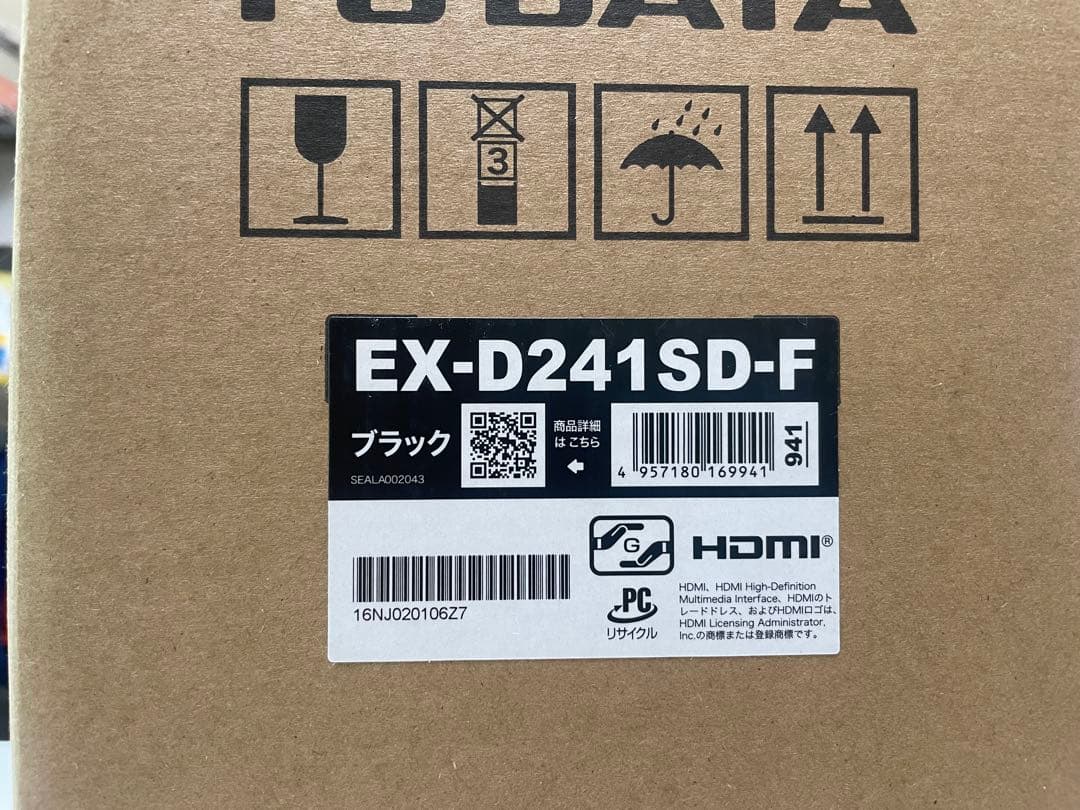 DATA
3
EX-D241SD-F
ブラック
商品詳細
はこちら
SEALA002043
4 957180 169941
941
16NJ020106Z7
G
HDMI®
PC
リサイクル
HDMI、HDMI High-Definition
Multimedia Interface、HDMIのト
レードドレス、およびHDMIロゴは、
HDMI Licensing Administrator,
Inc.の商標または登録商標です。